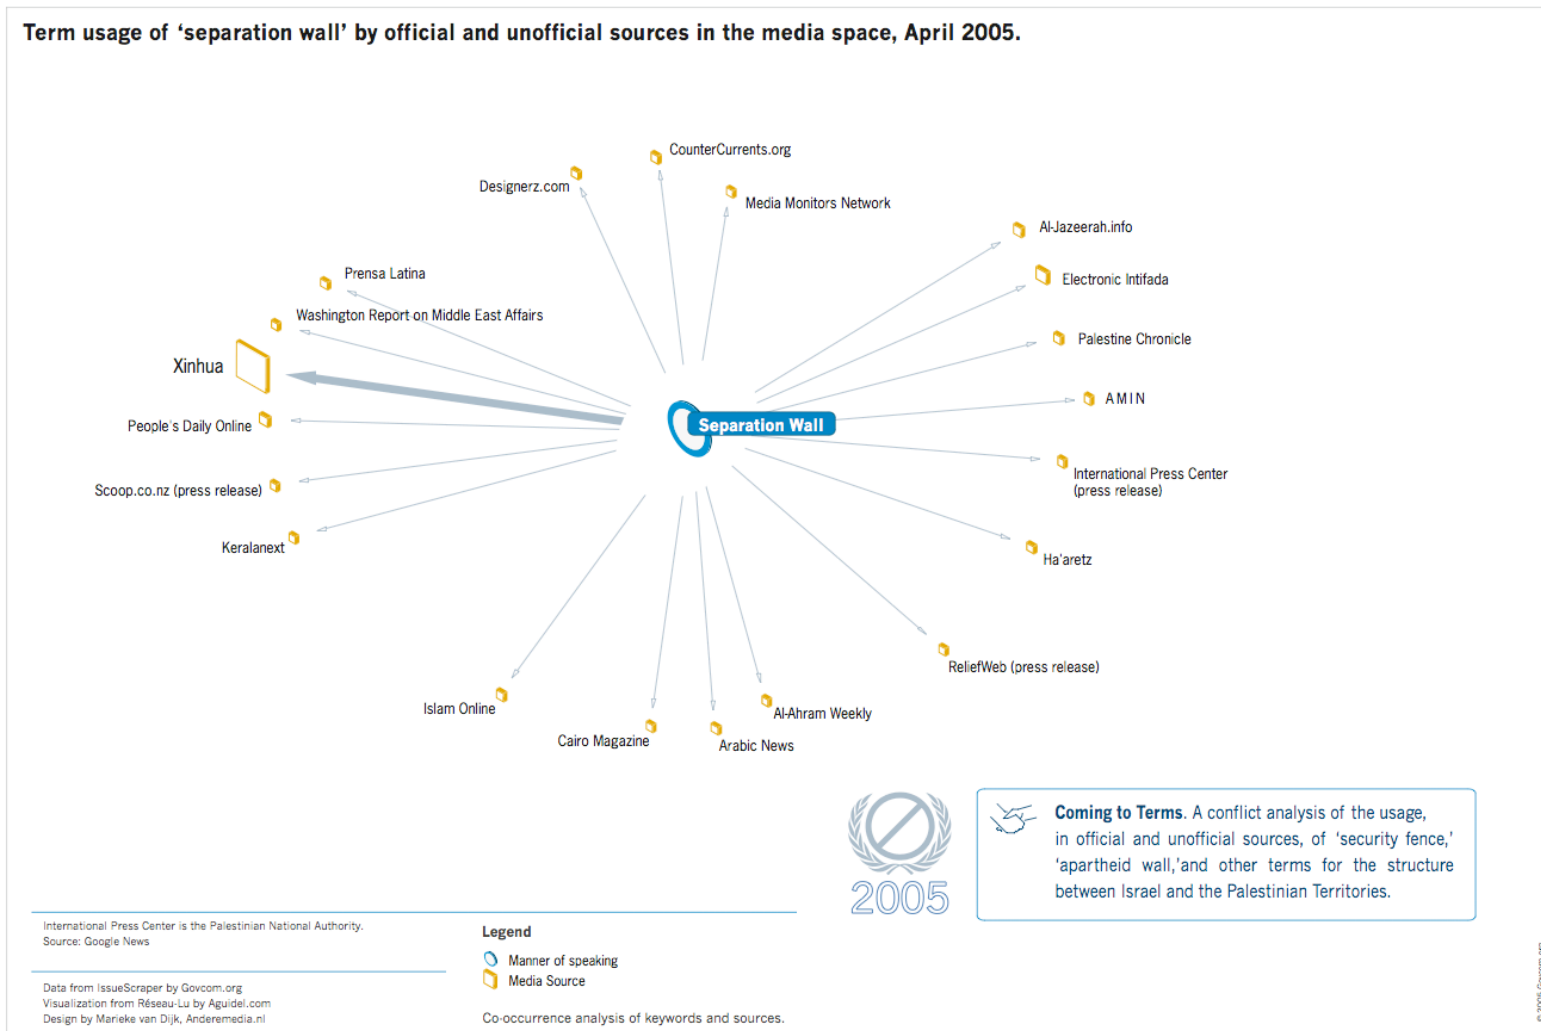 Term usage of ‘separation wall’ by official and unofficial sources in the media space, April 2005.
CounterCurrents.org
Designerz.com
Media Monitors Network
Al-Jazeerah.info
Prensa Latina
Electronic Intifada
Washington Report on Middle East Affairs
Palestine Chronicle
Xinhua
AMIN
People's Daily Online
Separation Wall
International Press Center
(press release)
Scoop.co.nz (press release)
Keralanext
Ha'aretz
ReliefWeb (press release)
Islam Online
Al-Ahram Weekly
Cairo Magazine
Arabic News
2005
Coming to Terms. A conflict analysis of the usage,
in official and unofficial sources, of ‘security fence,’
‘apartheid wall,’and other terms for the structure
between Israel and the Palestinian Territories.
International Press Center is the Palestinian National Authority.
Source: Google News
Data from IssueScraper by Govcom.org
Visualization from Réseau-Lu by Aguidel.com
Design by Marieke van Dijk, Anderemedia.nl
Legend
Manner of speaking
Media Source
Co-occurrence analysis of keywords and sources.
© 2005 Govcom.org